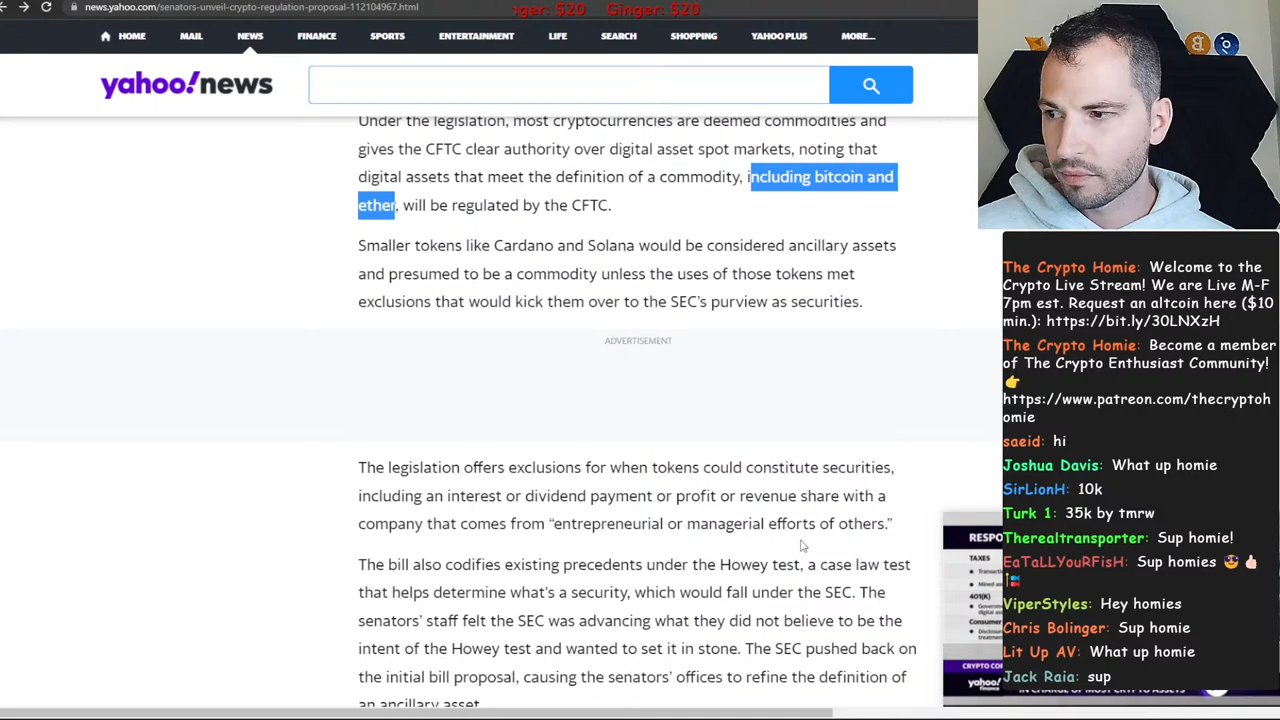 news.yahoo.com/senators-unveil-crypto-regulation-proposal-112104967.html
nger: $20 Ginger: $20
HOME MAIL NEWS FINANCE SPORTS ENTERTAINMENT LIFE SEARCH SHOPPING YAHOO PLUS MORE...
yahoo!news
Under the legislation, most cryptocurrencies are deemed commodities and
gives the CFTC clear authority over digital asset spot markets, noting that
digital assets that meet the definition of a commodity, including bitcoin and
ether, will be regulated by the CFTC.
Smaller tokens like Cardano and Solana would be considered ancillary assets
and presumed to be a commodity unless the uses of those tokens met
exclusions that would kick them over to the SEC's purview as securities.
ADVERTISEMENT
The legislation offers exclusions for when tokens could constitute securities,
including an interest or dividend payment or profit or revenue share with a
company that comes from “entrepreneurial or managerial efforts of others.”
The bill also codifies existing precedents under the Howey test, a case law test
that helps determine what's a security, which would fall under the SEC. The
senators' staff felt the SEC was advancing what they did not believe to be the
intent of the Howey test and wanted to set it in stone. The SEC pushed back on
the inital bill proposal, causing the senators' offices to refine the definition of
an ancillary asset.
RESPO
TAXES
401(K)
Consumer
CRYPTO CO
yahoo!
finance
IN CHARGE OF MOST CRYPTO ASSETS
The Crypto Homie: Welcome to the
Crypto Live Stream! We are Live M-F
7pm est. Request an altcoin here ($10
min.): https://bit.ly/30LNXzH
The Crypto Homie: Become a member
of The Crypto Enthusiast Community!
👉
https://www.patreon.com/thecryptoh
omie
saeid: hi
Joshua Davis: What up homie
SirLionH: 10k
Turk 1: 35k by tmrw
Therealtransporter: Sup homie!
EaTaLLYouRFisH: Sup homies
ViperStyles: Hey homies
Chris Bolinger: Sup homie
Lit Up AV: What up homie
Jack Raia: sup